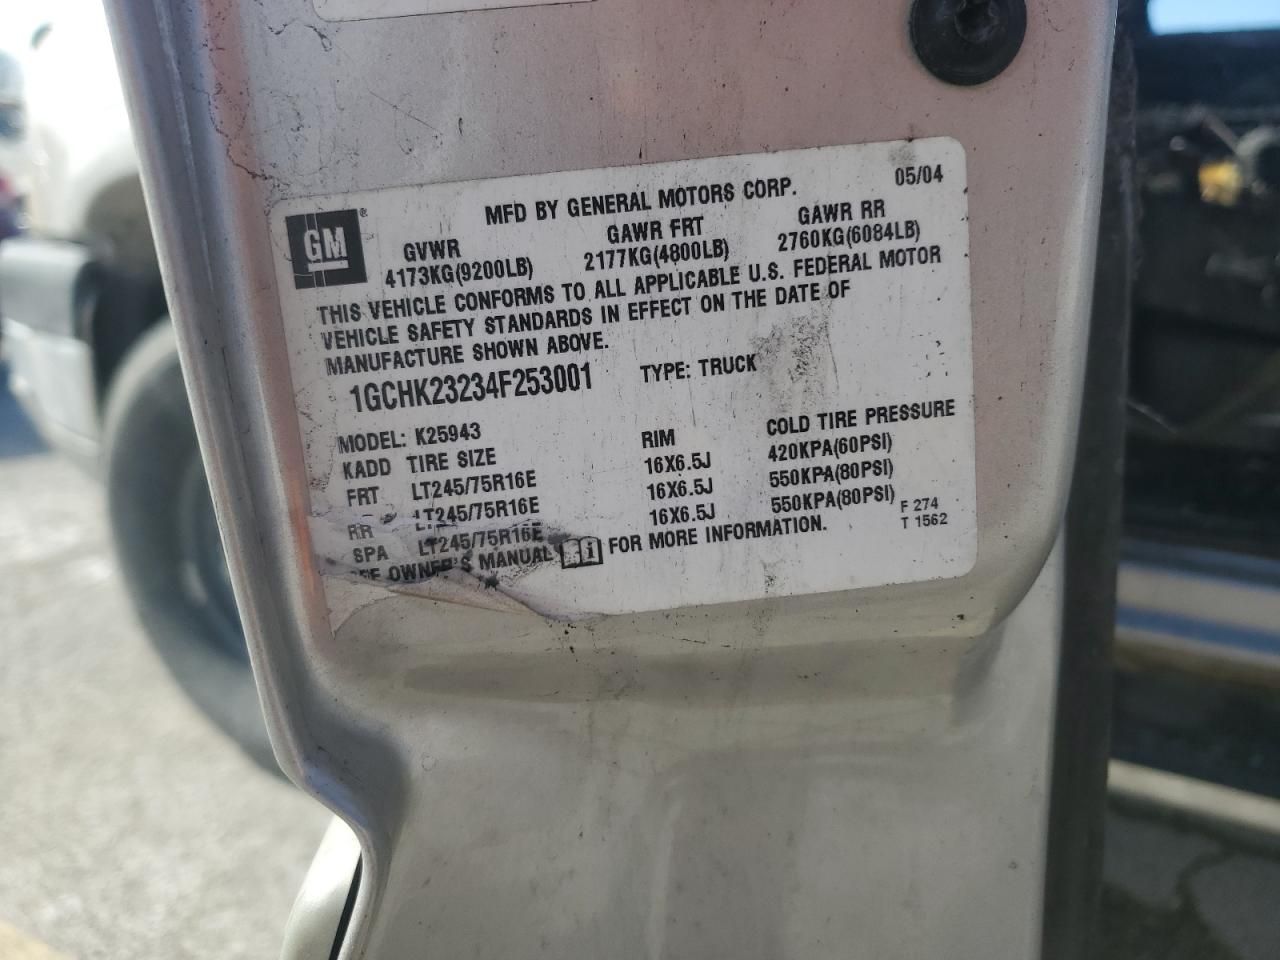 MFD BY GENERAL MOTORS CORP. 05/04
GM®
GVWR GAWR FRT GAWR RR
4173KG(9200LB) 2177KG(4800LB) 2760KG(6084LB)
THIS VEHICLE CONFORMS TO ALL APPLICABLE U.S. FEDERAL MOTOR
VEHICLE SAFETY STANDARDS IN EFFECT ON THE DATE OF
MANUFACTURE SHOWN ABOVE.
1GCHK23234F253001 TYPE: TRUCK
MODEL: K25943
KADD TIRE SIZE RIM COLD TIRE PRESSURE
FRT LT245/75R16E 16X6.5J 420KPA(60PSI)
RR LT245/75R16E 16X6.5J 550KPA(80PSI)
SPA LT245/75R16E 16X6.5J 550KPA(80PSI)
SEE OWNER'S MANUAL FOR MORE INFORMATION.
F 274
T 1562